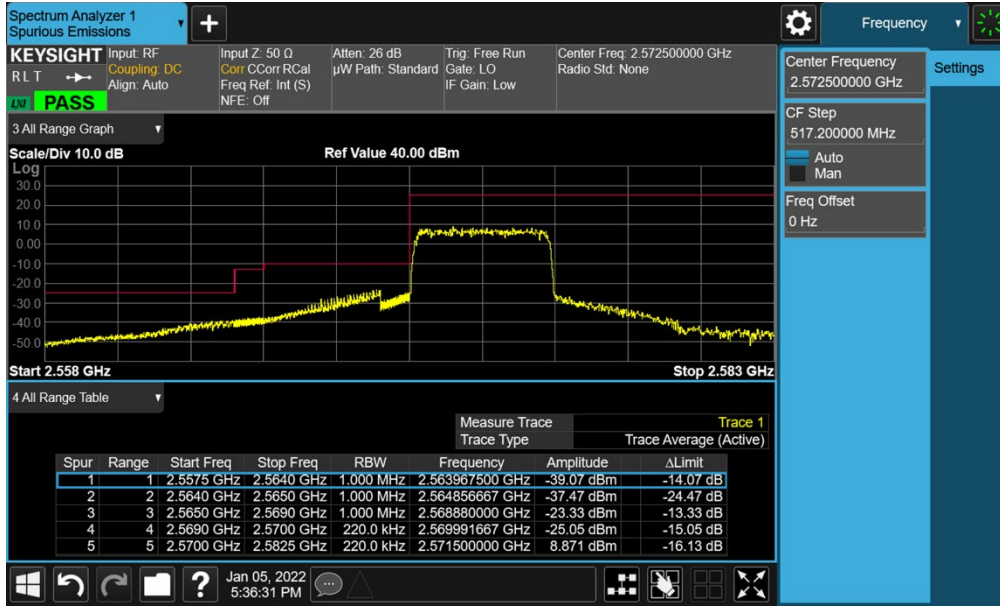 Spectrum Analyzer 1
Spurious Emissions
+
Frequency
KEYSIGHT
RLT
LXI PASS
Input: RF
Coupling: DC
Align: Auto
Input Z: 50 Ω
Corr CCorr RCal
Freq Ref: Int (S)
NFE: Off
Atten: 26 dB
µW Path: Standard
Trig: Free Run
Gate: LO
IF Gain: Low
Center Freq: 2.572500000 GHz
Radio Std: None
Center Frequency
2.572500000 GHz
Settings
CF Step
517.200000 MHz
Auto
Man
Freq Offset
0 Hz
3 All Range Graph
Scale/Div 10.0 dB Ref Value 40.00 dBm
Log
30.0
20.0
10.0
0.00
-10.0
-20.0
-30.0
-40.0
-50.0
Start 2.558 GHz Stop 2.583 GHz
4 All Range Table
Measure Trace Trace 1
Trace Type Trace Average (Active)
Spur Range Start Freq Stop Freq RBW Frequency Amplitude ΔLimit
1 1 2.5575 GHz 2.5640 GHz 1.000 MHz 2.563967500 GHz -39.07 dBm -14.07 dB
2 2 2.5640 GHz 2.5650 GHz 1.000 MHz 2.564856667 GHz -37.47 dBm -24.47 dB
3 3 2.5650 GHz 2.5690 GHz 1.000 MHz 2.568880000 GHz -23.33 dBm -13.33 dB
4 4 2.5690 GHz 2.5700 GHz 220.0 kHz 2.569991667 GHz -25.05 dBm -15.05 dB
5 5 2.5700 GHz 2.5825 GHz 220.0 kHz 2.571500000 GHz 8.871 dBm -16.13 dB
?
Jan 05, 2022
5:36:31 PM